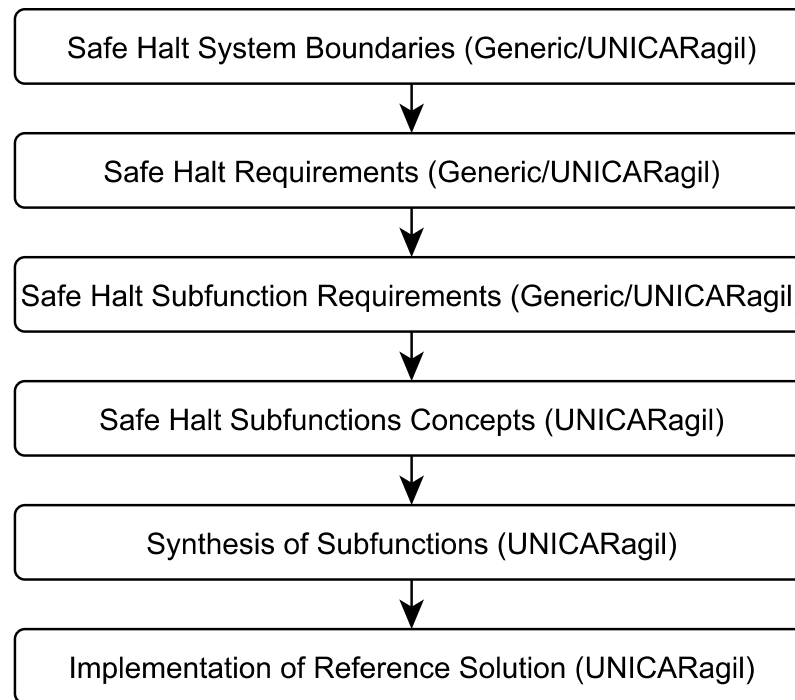 Safe Halt System Boundaries (Generic/UNICARagil)
Safe Halt Requirements (Generic/UNICARagil)
Safe Halt Subfunction Requirements (Generic/UNICARagil
Safe Halt Subfunctions Concepts (UNICARagil)
Synthesis of Subfunctions (UNICARagil)
Implementation of Reference Solution (UNICARagil)